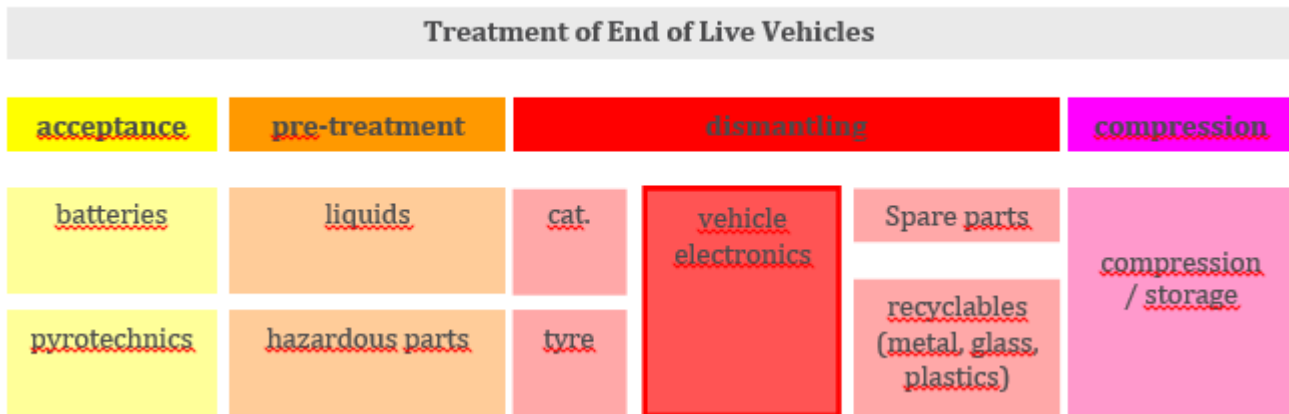 Treatment of End of Live Vehicles
acceptance
pre-treatment
dismantling
compression
batteries
liquids
cat.
vehicle
electronics
Spare parts
compression
/ storage
pyrotechnics
hazardous parts
tyre
recyclables
(metal, glass,
plastics)